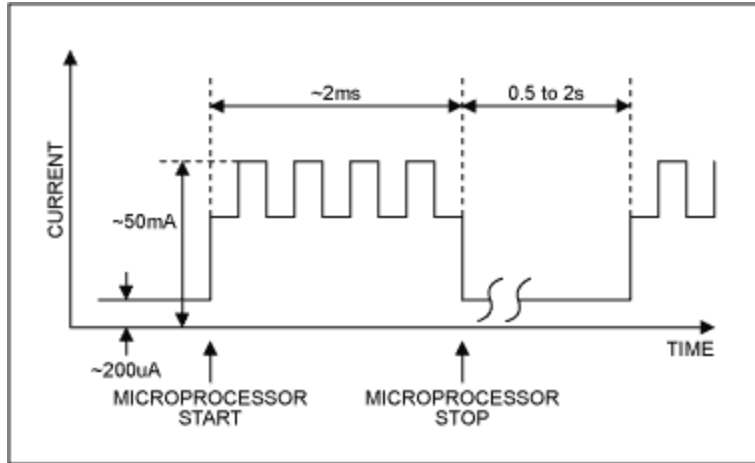 ~2ms
0.5 to 2s
CURRENT
~50mA
TIME
~200uA
MICROPROCESSOR
START
MICROPROCESSOR
STOP